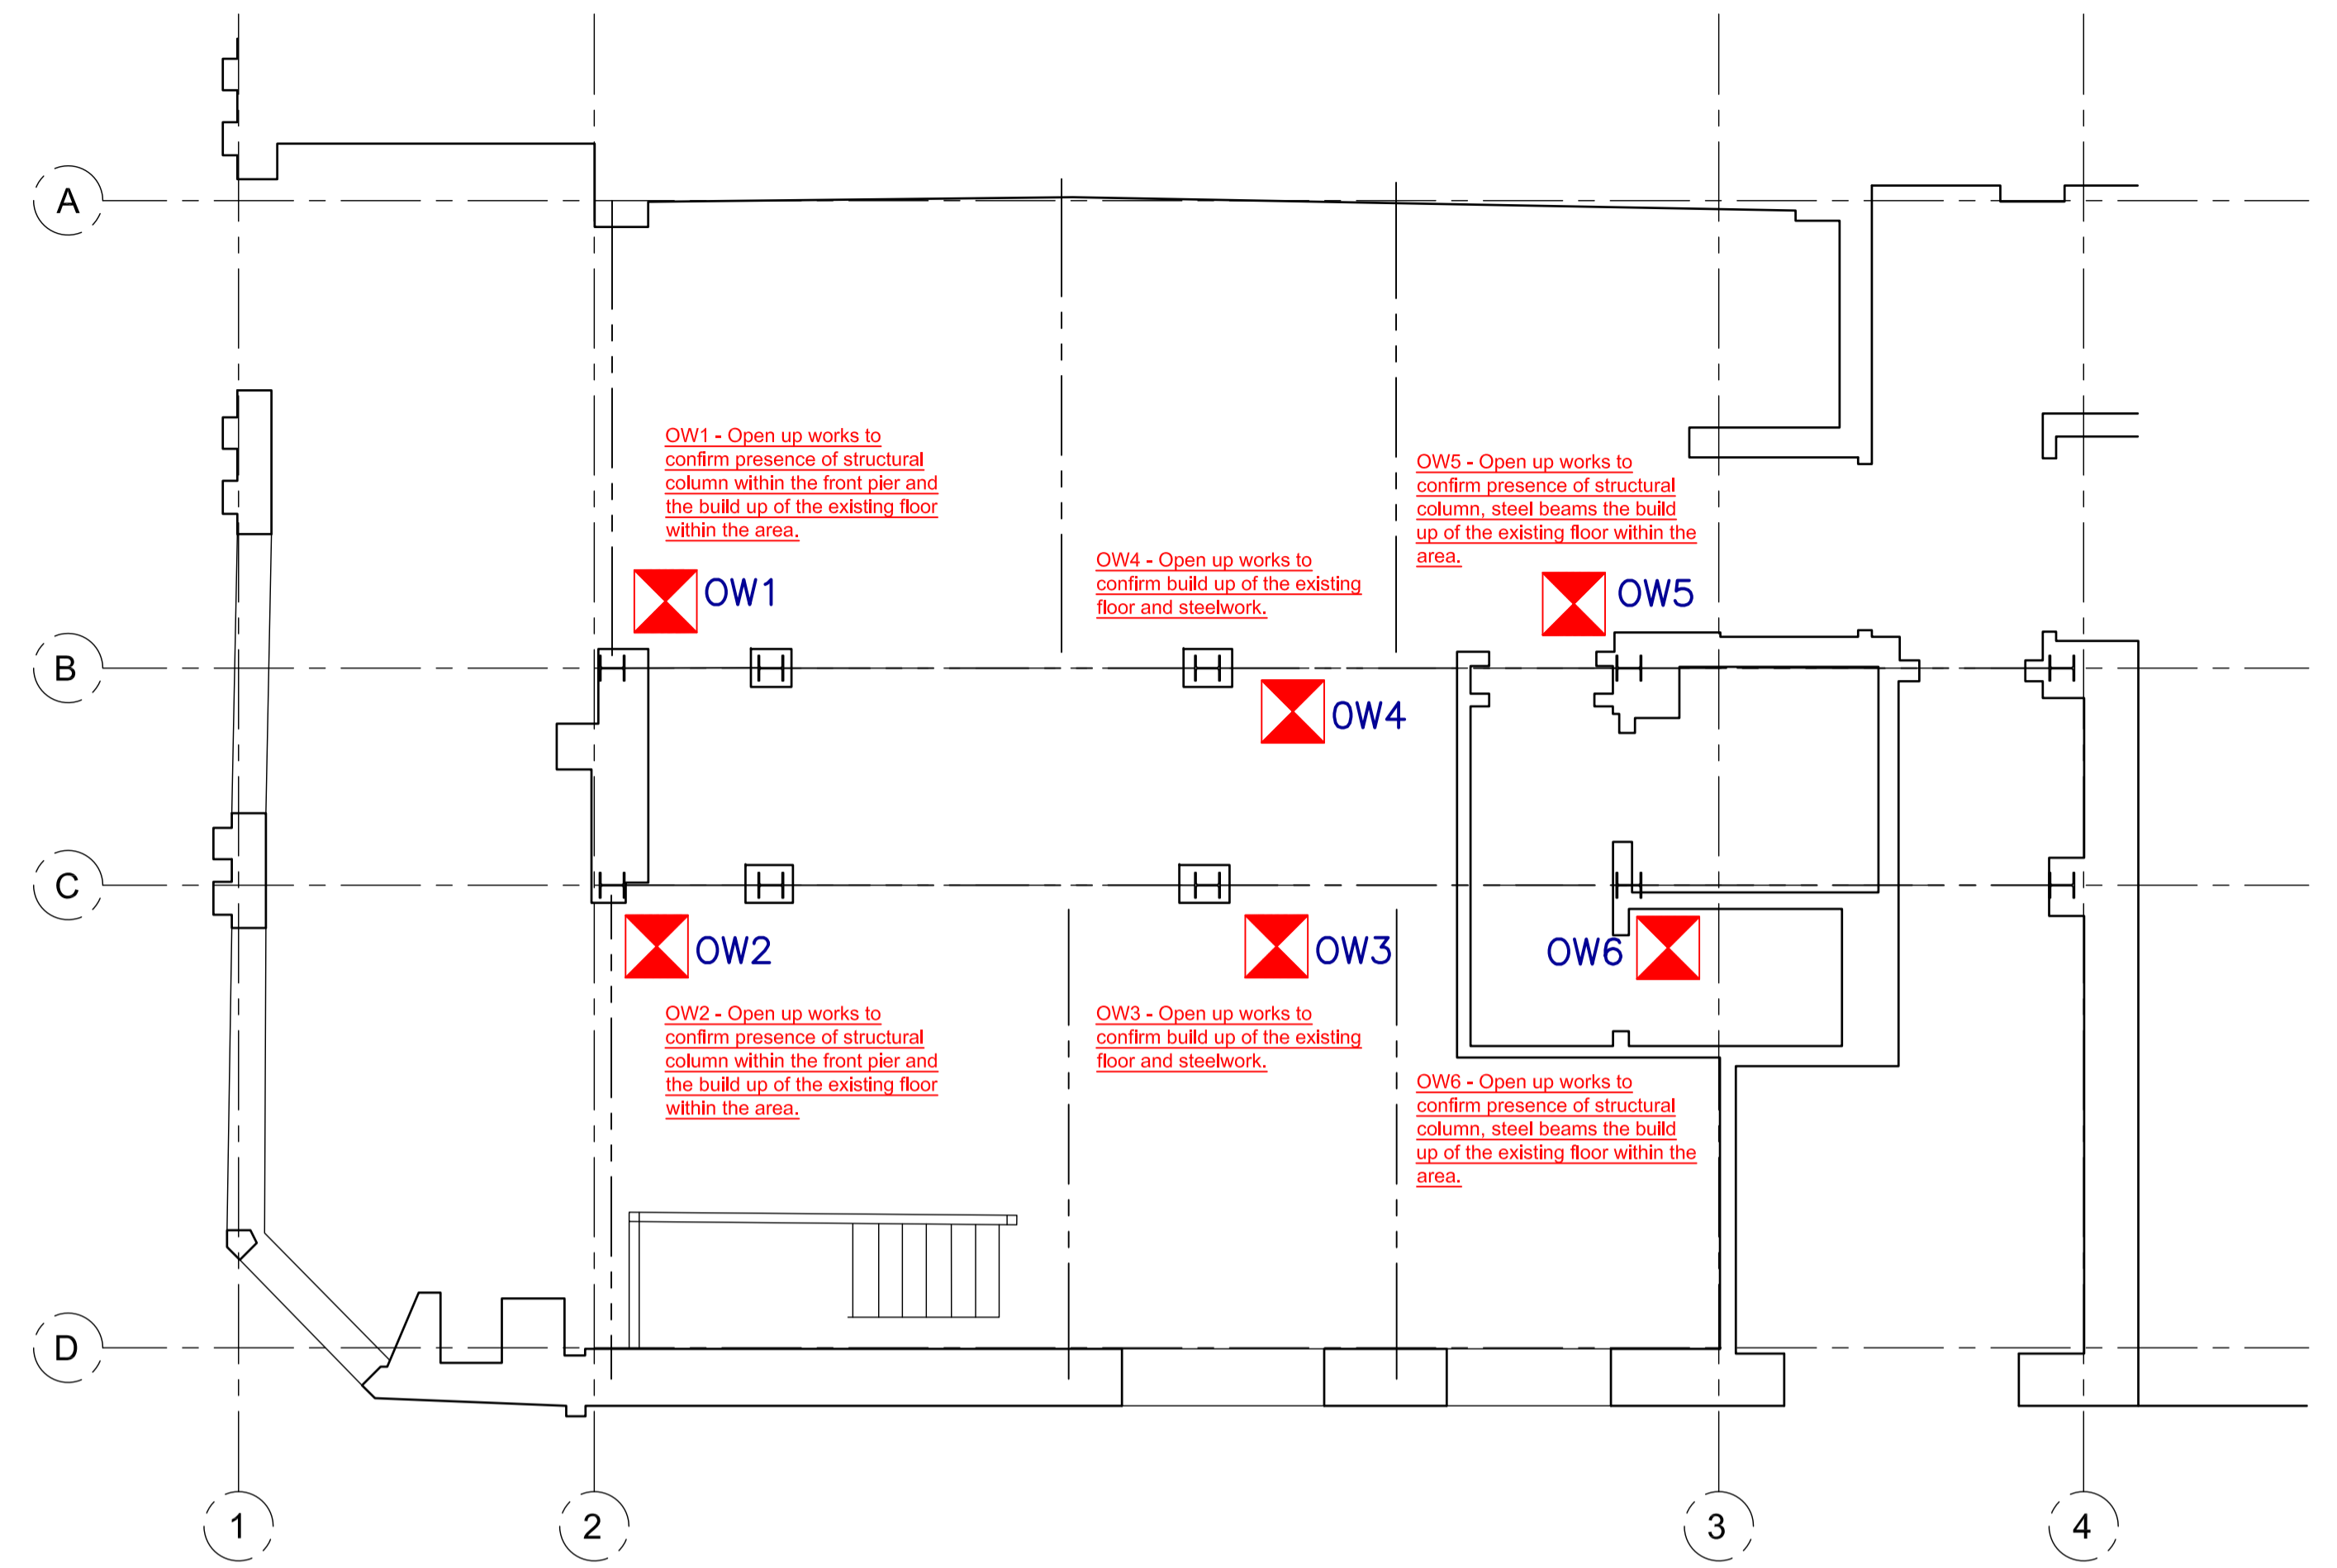 A
OW1 - Open up works to
confirm presence of structural
column within the front pier and
the build up of the existing floor
within the area.
OW5 - Open up works to
confirm presence of structural
column, steel beams the build
up of the existing floor within the
area.
OW4 - Open up works to
confirm build up of the existing
floor and steelwork.
OW1
OW5
B
OW4
C
OW2
OW3
OW6
OW2 - Open up works to
confirm presence of structural
column within the front pier and
the build up of the existing floor
within the area.
OW3 - Open up works to
confirm build up of the existing
floor and steelwork.
OW6 - Open up works to
confirm presence of structural
column, steel beams the build
up of the existing floor within the
area.
D
1
2
3
4